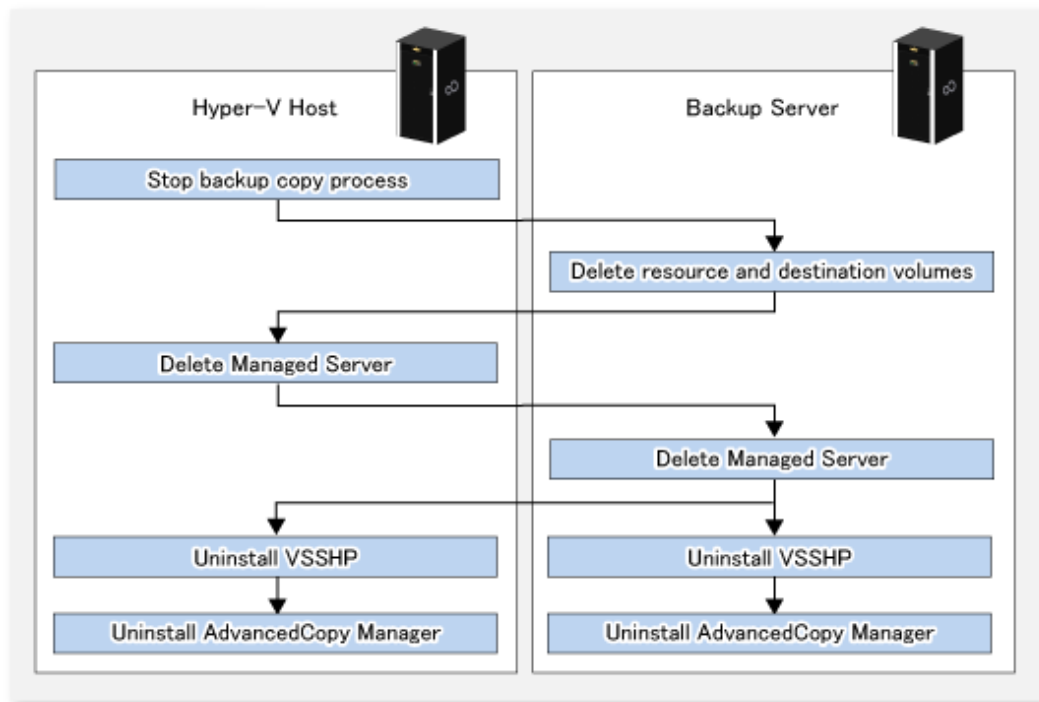 Hyper-V Host
Backup Server
Stop backup copy process
Delete resource and destination volumes
Delete Managed Server
Delete Managed Server
Uninstall VSSHP
Uninstall VSSHP
Uninstall AdvancedCopy Manager
Uninstall AdvancedCopy Manager